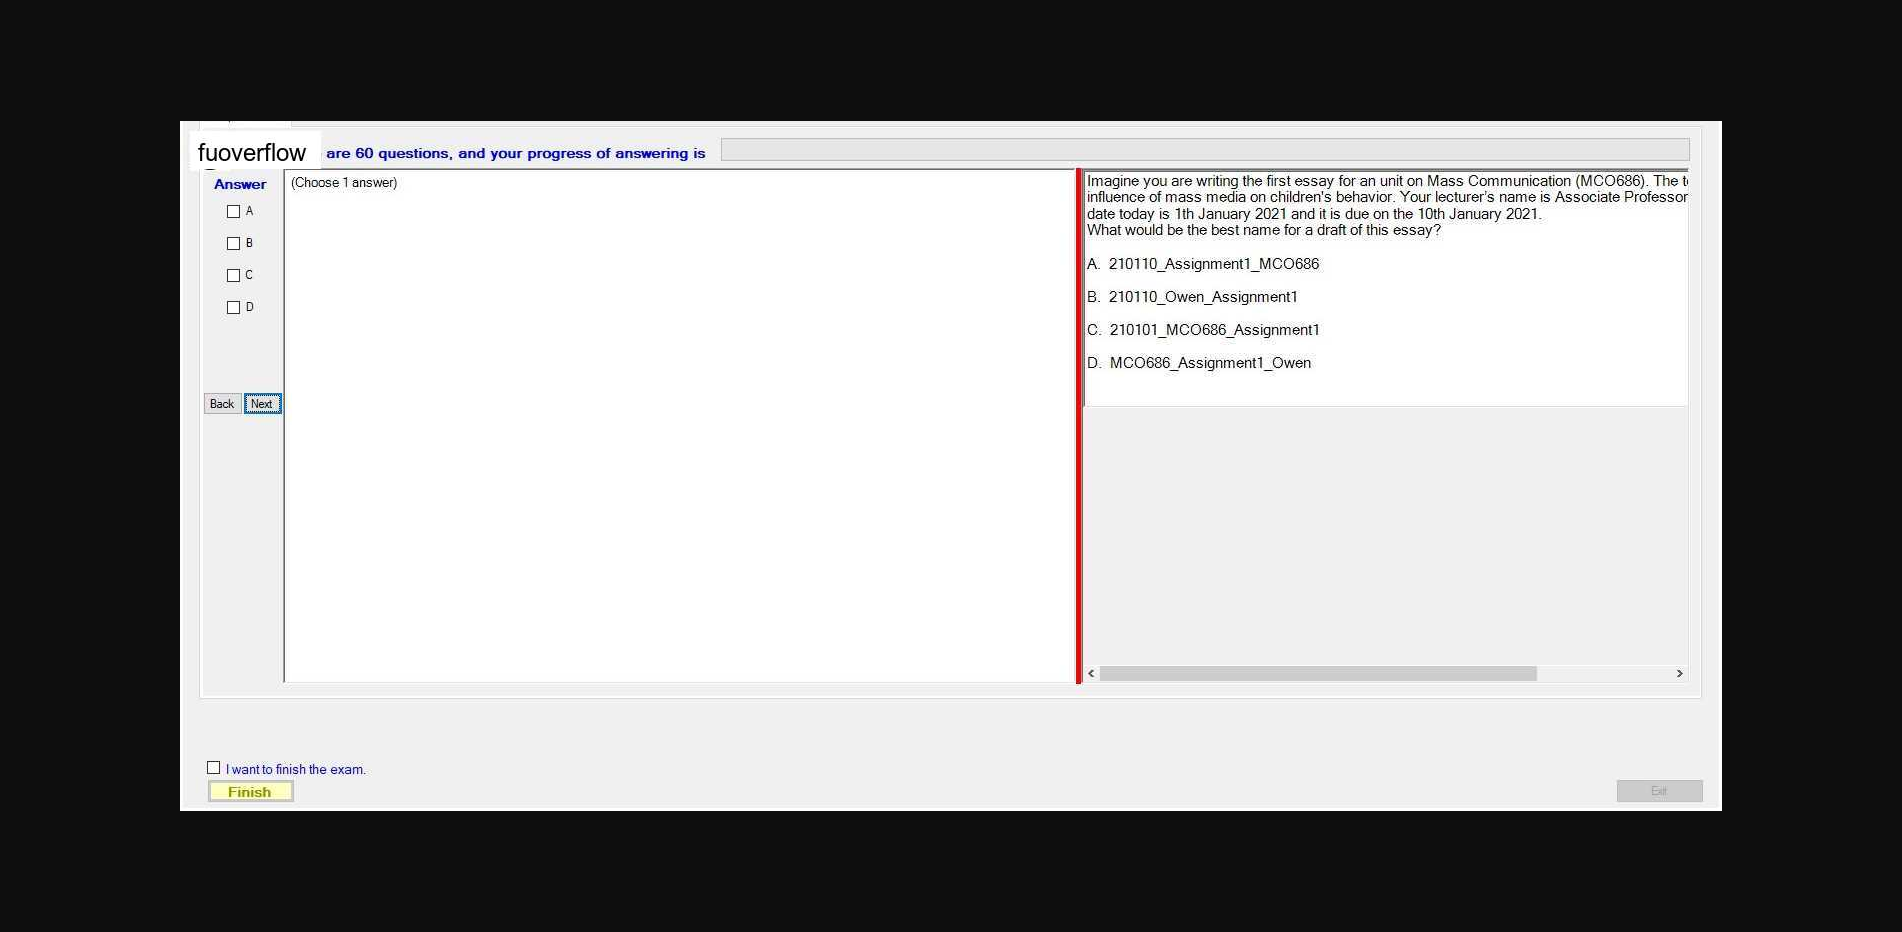 fuoverflow are 60 questions, and your progress of answering is
Answer
A
B
C
D
Back Next
(Choose 1 answer)
Imagine you are writing the first essay for an unit on Mass Communication (MCO686). The
influence of mass media on children's behavior. Your lecturer's name is Associate Professor
date today is 1th January 2021 and it is due on the 10th January 2021.
What would be the best name for a draft of this essay?
A. 210110_Assignment1_MCO686
B. 210110_Owen_Assignment1
C. 210101_MCO686_Assignment1
D. MCO686_Assignment1_Owen
I want to finish the exam.
Finish
Exit